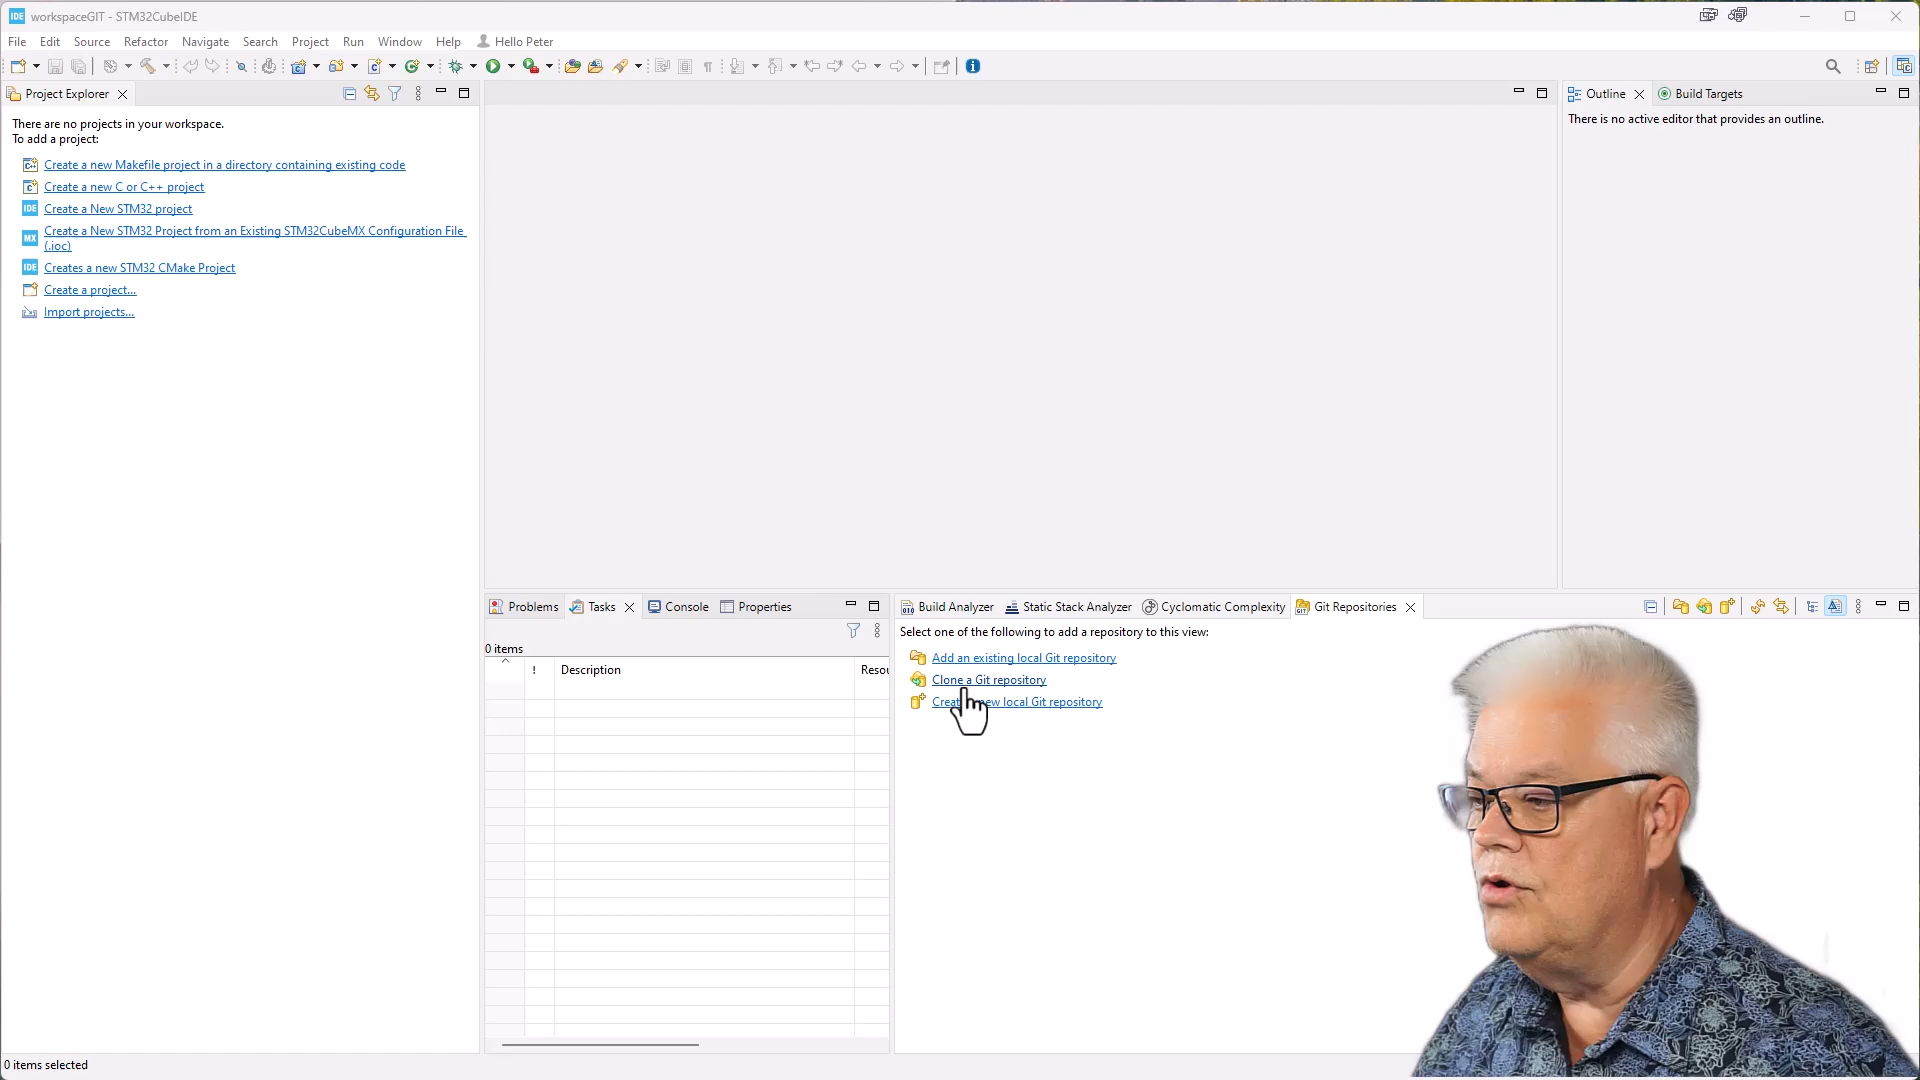 IDE workspaceGIT - STM32CubeIDE
File Edit Source Refactor Navigate Search Project Run Window Help Hello Peter
Project Explorer
There are no projects in your workspace.
To add a project:
Create a new Makefile project in a directory containing existing code
Create a new C or C++ project
IDE Create a New STM32 project
MX Create a New STM32 Project from an Existing STM32CubeMX Configuration File
(.ioc)
IDE Creates a new STM32 CMake Project
Create a project...
Import projects...
Outline Build Targets
There is no active editor that provides an outline.
Problems Tasks Console Properties
0 items
! Description Resou
Build Analyzer Static Stack Analyzer Cyclomatic Complexity Git Repositories
Select one of the following to add a repository to this view:
Add an existing local Git repository
Clone a Git repository
Creat new local Git repository
0 items selected